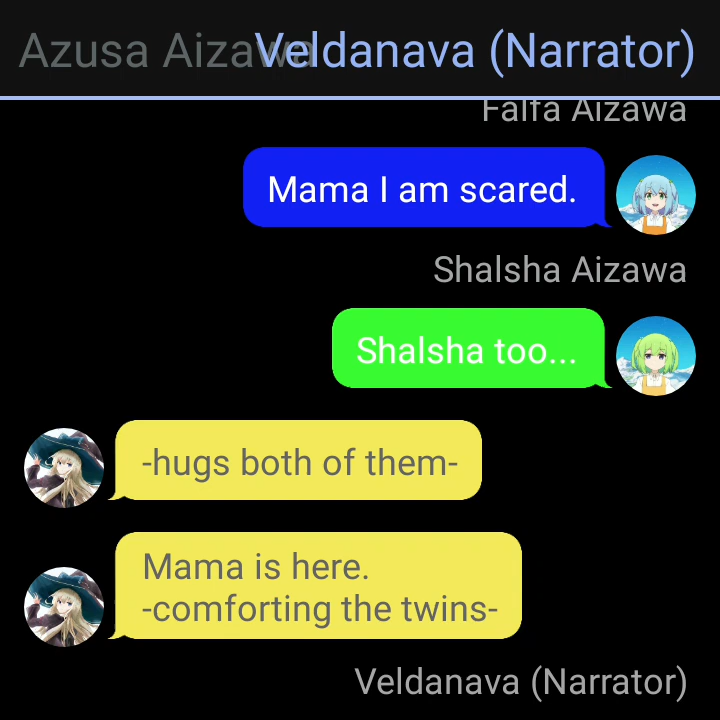 Azusa Aizawa Veldanava (Narrator)
Falfa Aizawa
Mama I am scared.
Shalsha Aizawa
Shalsha too...
-hugs both of them-
Mama is here.
-comforting the twins-
Veldanava (Narrator)